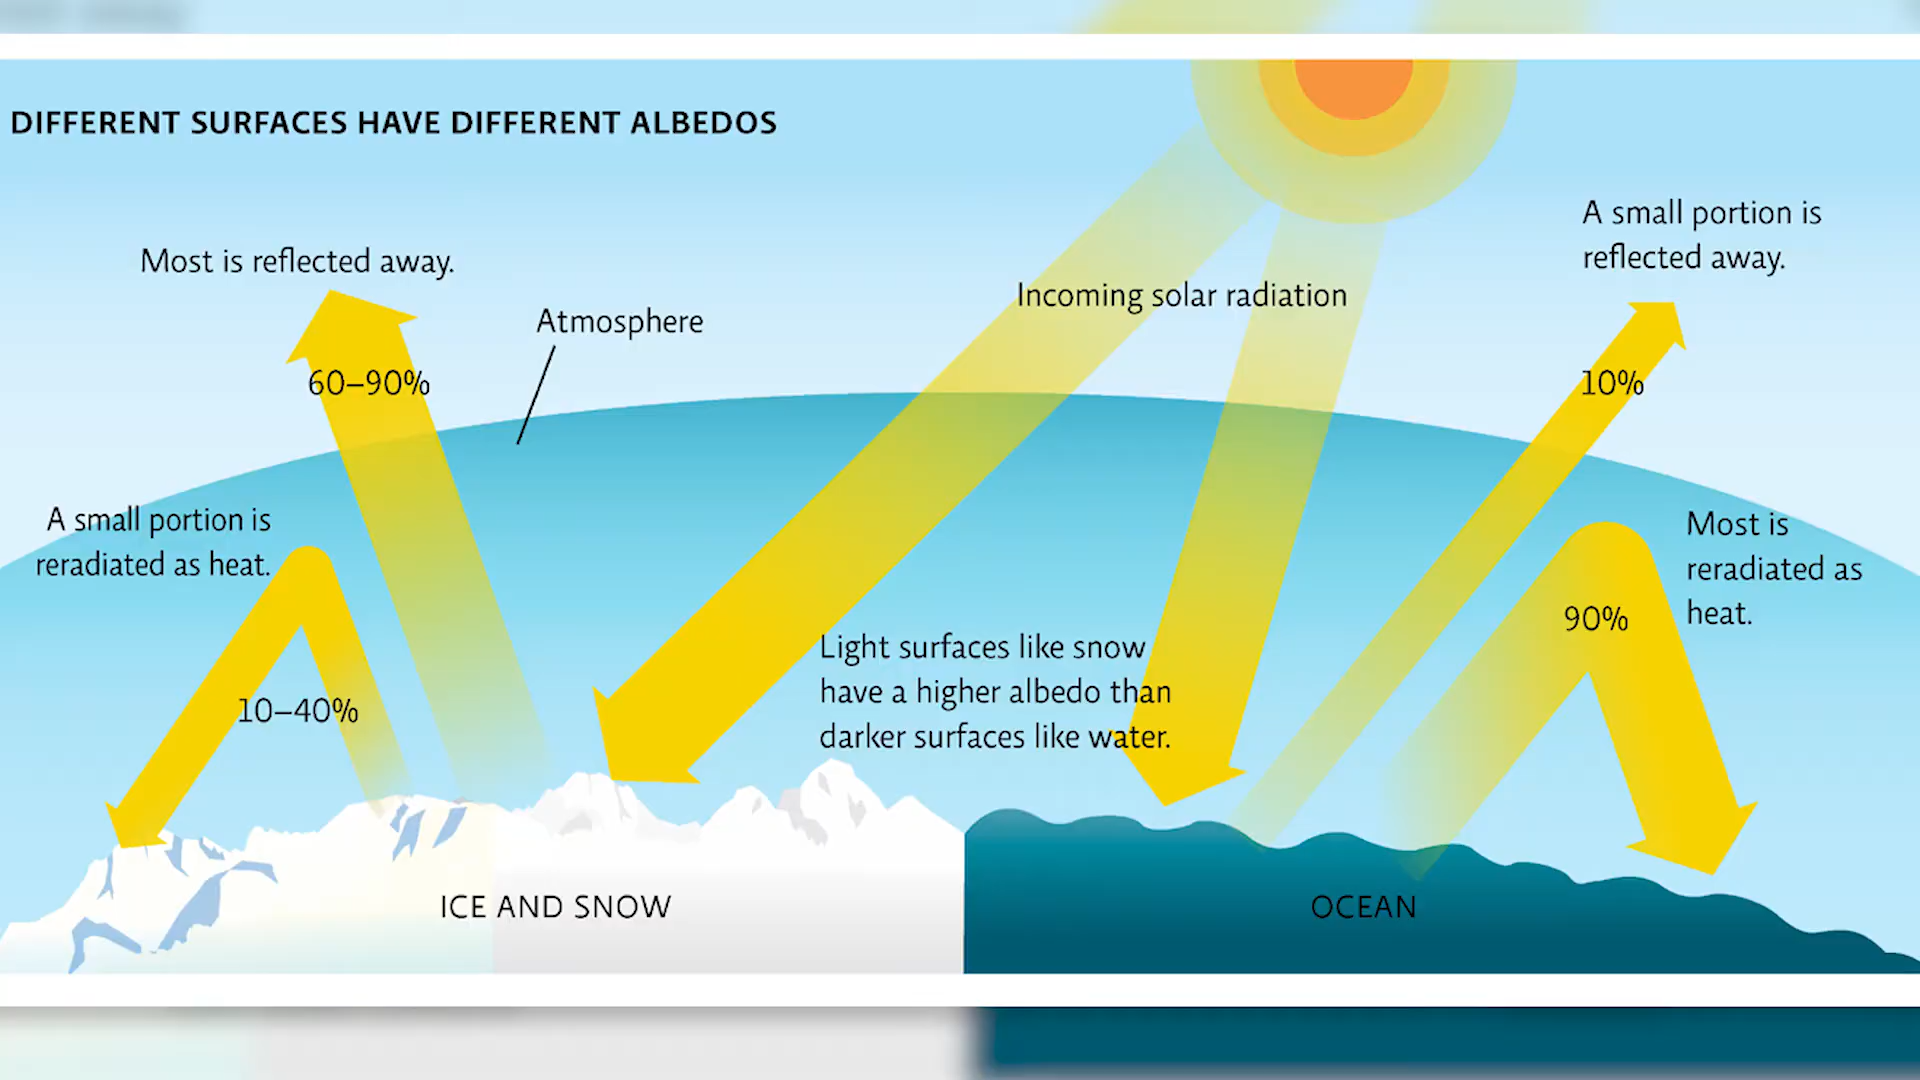 DIFFERENT SURFACES HAVE DIFFERENT ALBEDOS
Most is reflected away.
60–90%
Atmosphere
A small portion is
reradiated as heat.
10–40%
Incoming solar radiation
Light surfaces like snow
have a higher albedo than
darker surfaces like water.
A small portion is
reflected away.
10%
Most is
reradiated as
heat.
90%
ICE AND SNOW
OCEAN